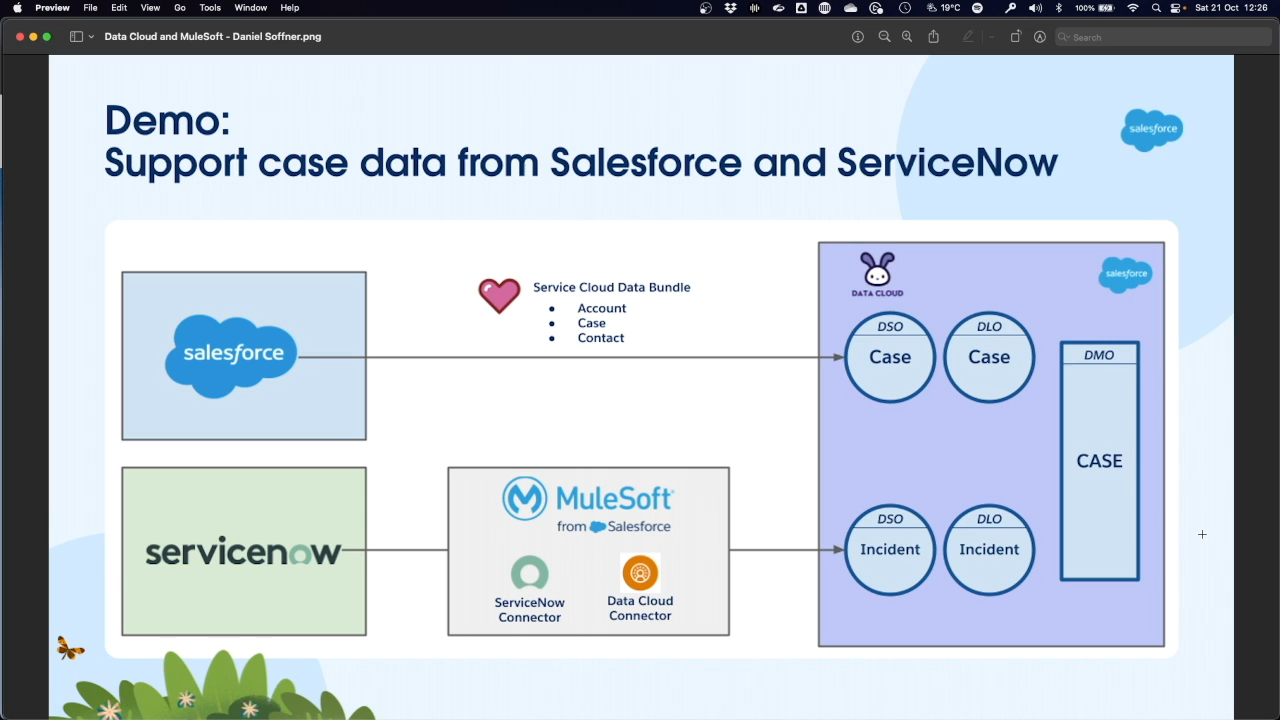 Preview File Edit View Go Tools Window Help
19°C
100%
Sat 21 Oct 12:26
Data Cloud and MuleSoft - Daniel Soffner.png
Search
Demo:
Support case data from Salesforce and ServiceNow
salesforce
Service Cloud Data Bundle
• Account
• Case
• Contact
salesforce
DATA CLOUD
salesforce
DSO
Case
DLO
Case
DMO
CASE
servicenow
MuleSoft
from Salesforce
ServiceNow
Connector
Data Cloud
Connector
DSO
Incident
DLO
Incident